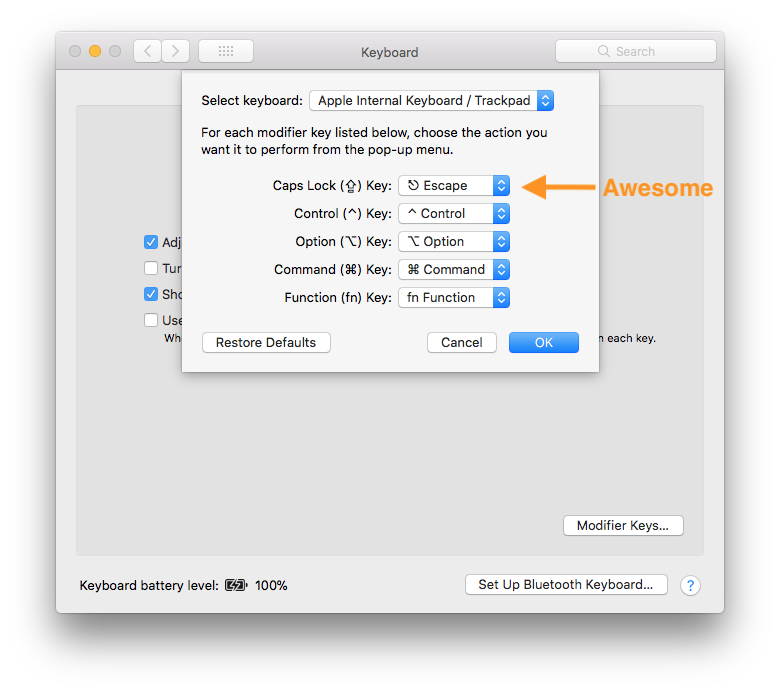 Keyboard
Search
Select keyboard: Apple Internal Keyboard / Trackpad
For each modifier key listed below, choose the action you
want it to perform from the pop-up menu.
Caps Lock (⇪) Key: ⎋ Escape
Awesome
Control (^) Key: ^ Control
Option (⌥) Key: ⌥ Option
Command (⌘) Key: ⌘ Command
Function (fn) Key: fn Function
Restore Defaults
Cancel
OK
Adj
Tur
Sho
Use
Wh
n each key.
Modifier Keys...
Keyboard battery level: 100%
Set Up Bluetooth Keyboard...
?